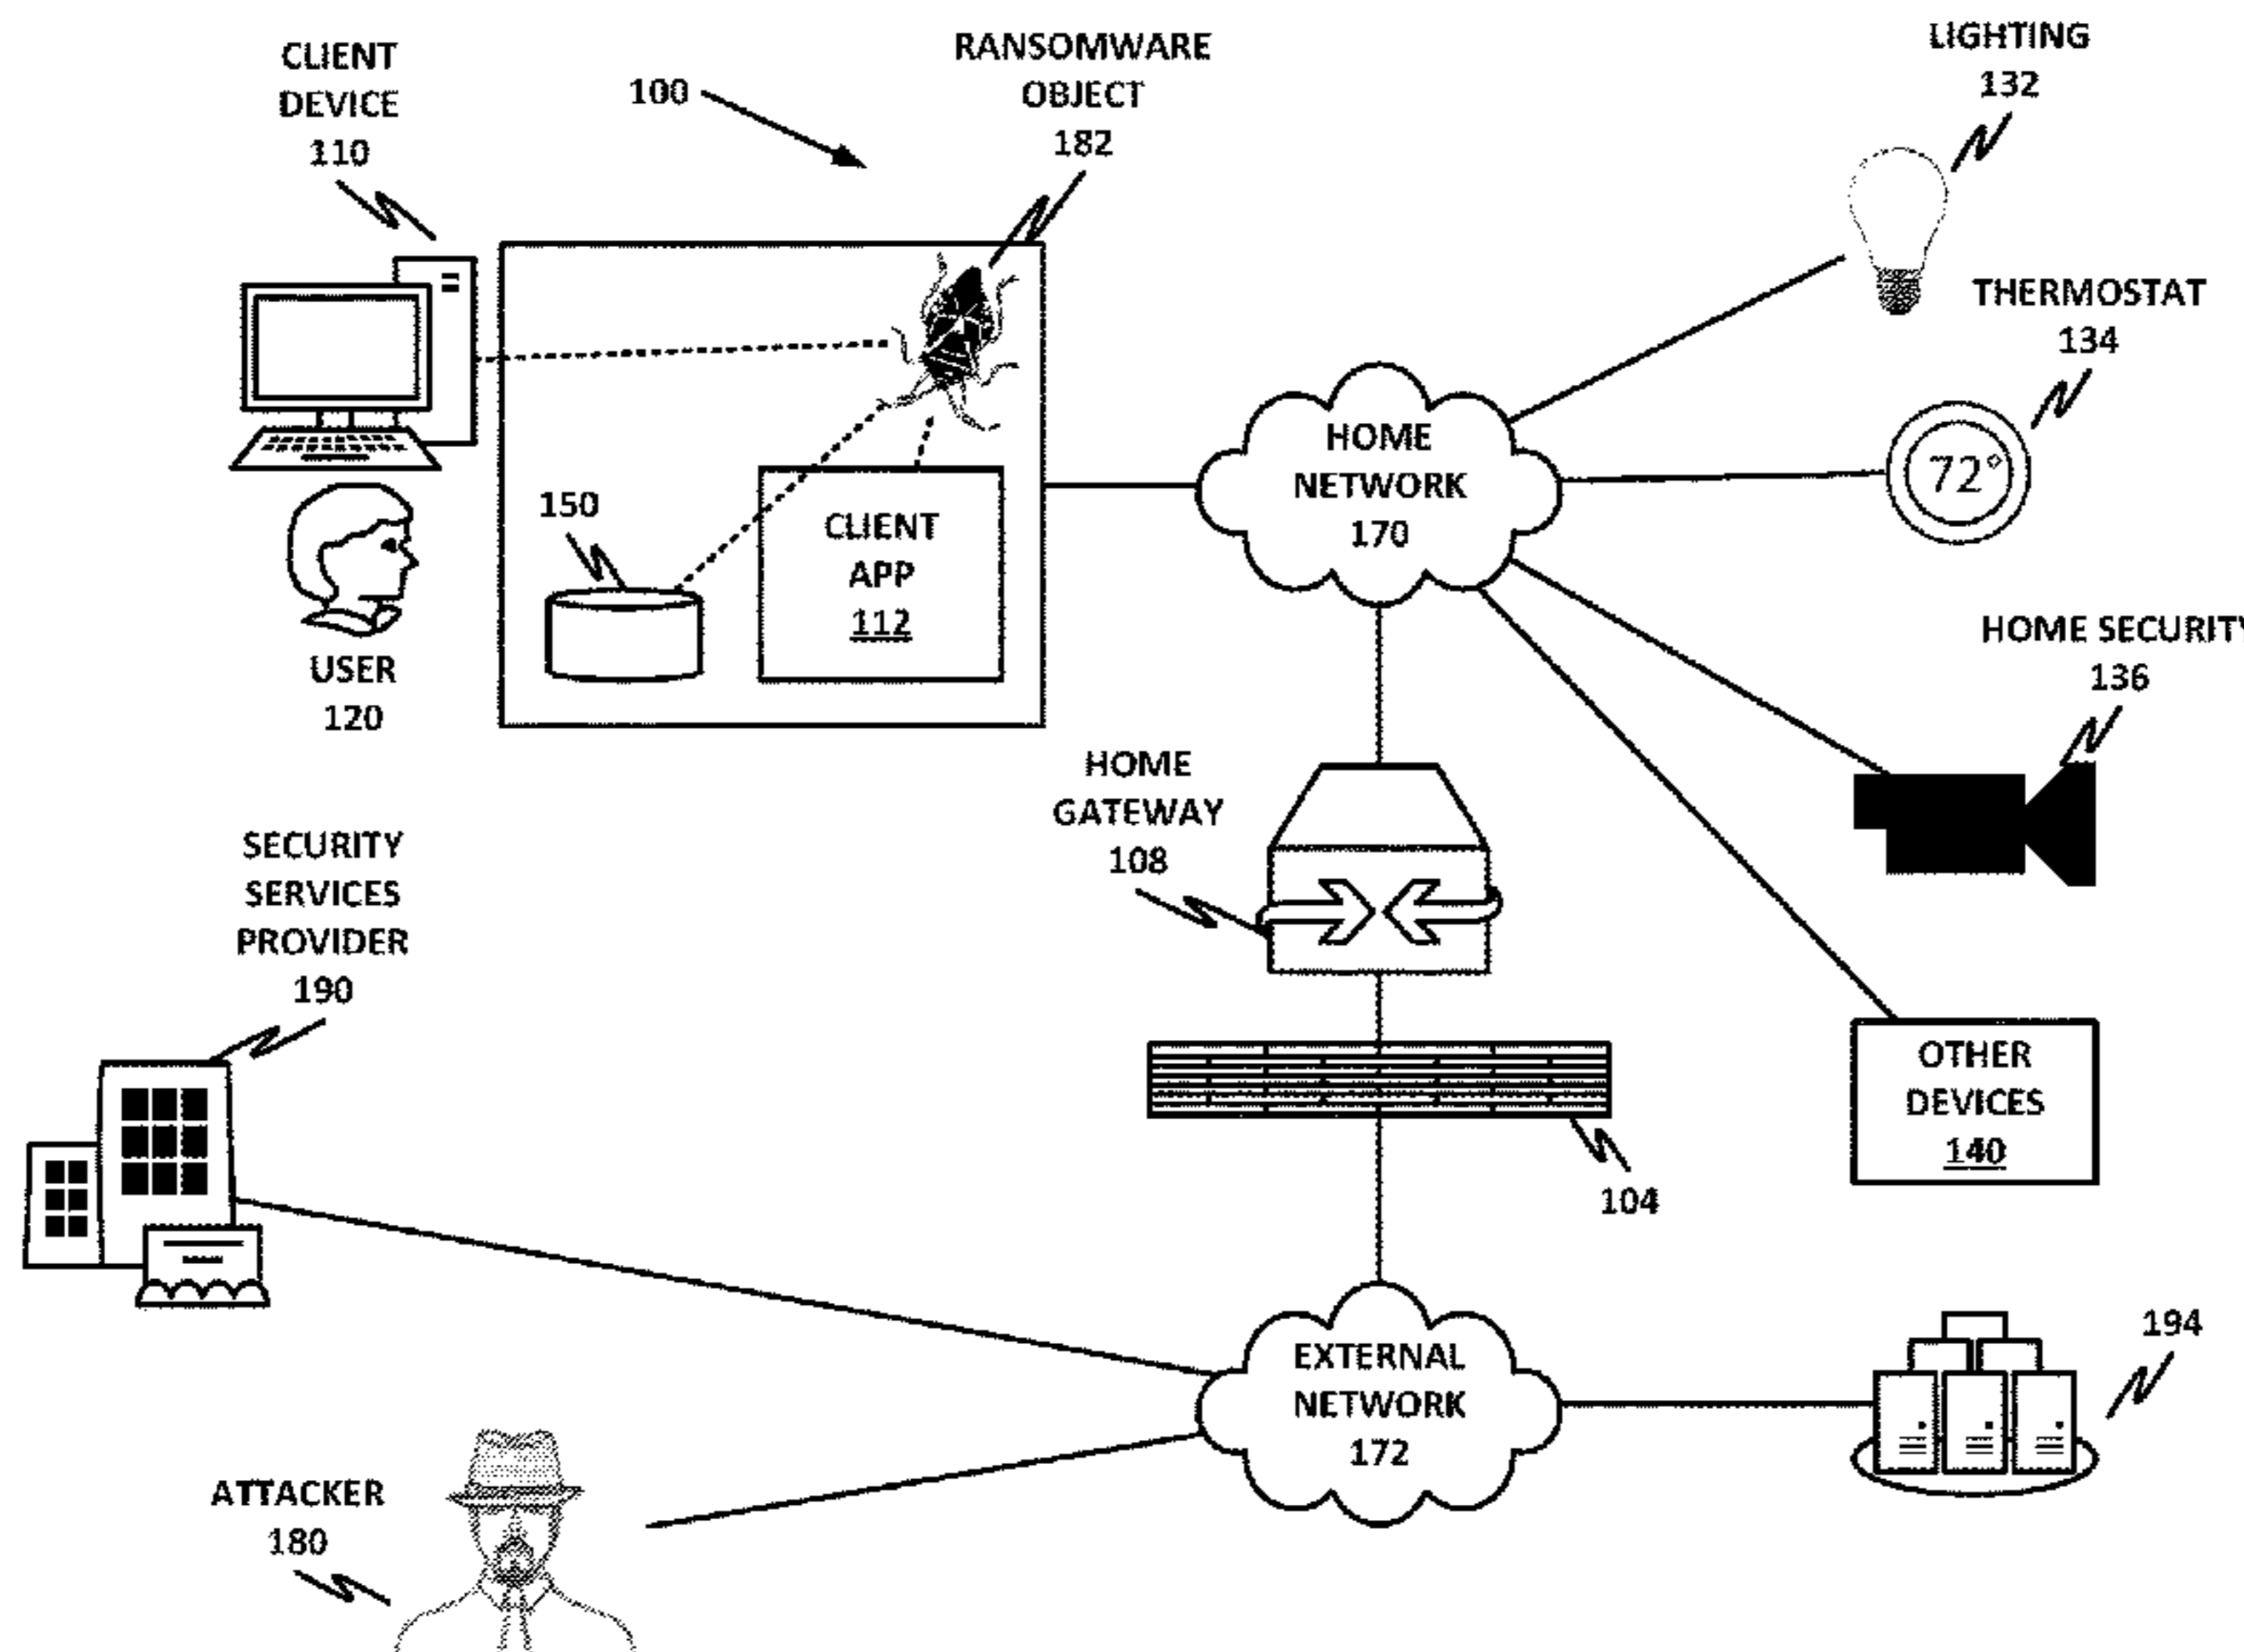 CLIENT
DEVICE
110
100
RANSOMWARE
OBJECT
182
LIGHTING
132
THERMOSTAT
134
72°
HOME
NETWORK
170
150
CLIENT
APP
112
USER
120
HOME SECURITY
136
HOME
GATEWAY
108
SECURITY
SERVICES
PROVIDER
190
OTHER
DEVICES
140
104
EXTERNAL
NETWORK
172
194
ATTACKER
180